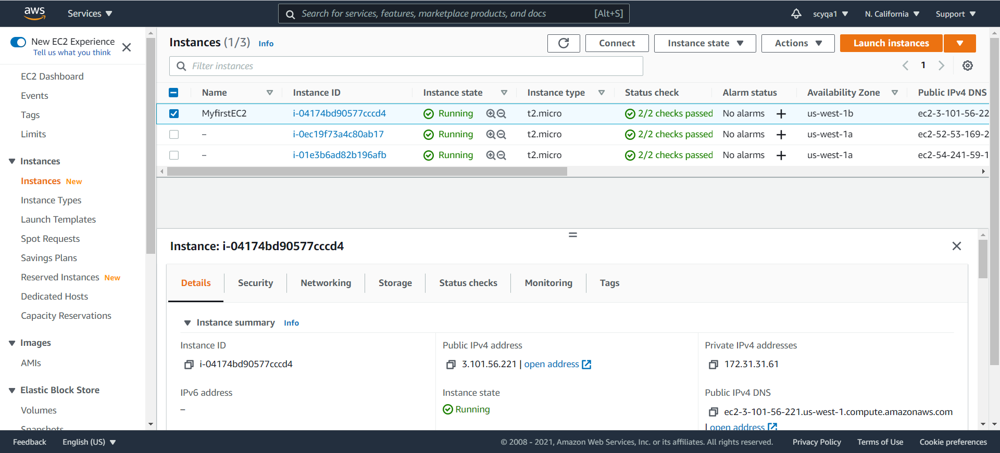 aws Services Search for services, features, marketplace products, and docs [Alt+S] scyqa1 N. California Support
New EC2 Experience
Tell us what you think
EC2 Dashboard
Events
Tags
Limits
Instances
Instances New
Instance Types
Launch Templates
Spot Requests
Savings Plans
Reserved Instances New
Dedicated Hosts
Capacity Reservations
Images
AMIs
Elastic Block Store
Volumes
Snapshots
Instances (1/3) Info Connect Instance state Actions Launch instances
Filter instances 1
Name Instance ID Instance state Instance type Status check Alarm status Availability Zone Public IPv4 DNS
MyfirstEC2 i-04174bd90577cccd4 Running t2.micro 2/2 checks passed No alarms us-west-1b ec2-3-101-56-22
– i-0ec19f73a4c80ab17 Running t2.micro 2/2 checks passed No alarms us-west-1a ec2-52-53-169-2
– i-01e3b6ad82b196afb Running t2.micro 2/2 checks passed No alarms us-west-1a ec2-54-241-59-1
Instance: i-04174bd90577cccd4
Details Security Networking Storage Status checks Monitoring Tags
Instance summary Info
Instance ID Public IPv4 address Private IPv4 addresses
i-04174bd90577cccd4 3.101.56.221 | open address 172.31.31.61
IPv6 address Instance state Public IPv4 DNS
– Running ec2-3-101-56-221.us-west-1.compute.amazonaws.com
| open address
Feedback English (US) © 2008 - 2021, Amazon Web Services, Inc. or its affiliates. All rights reserved. Privacy Policy Terms of Use Cookie preferences